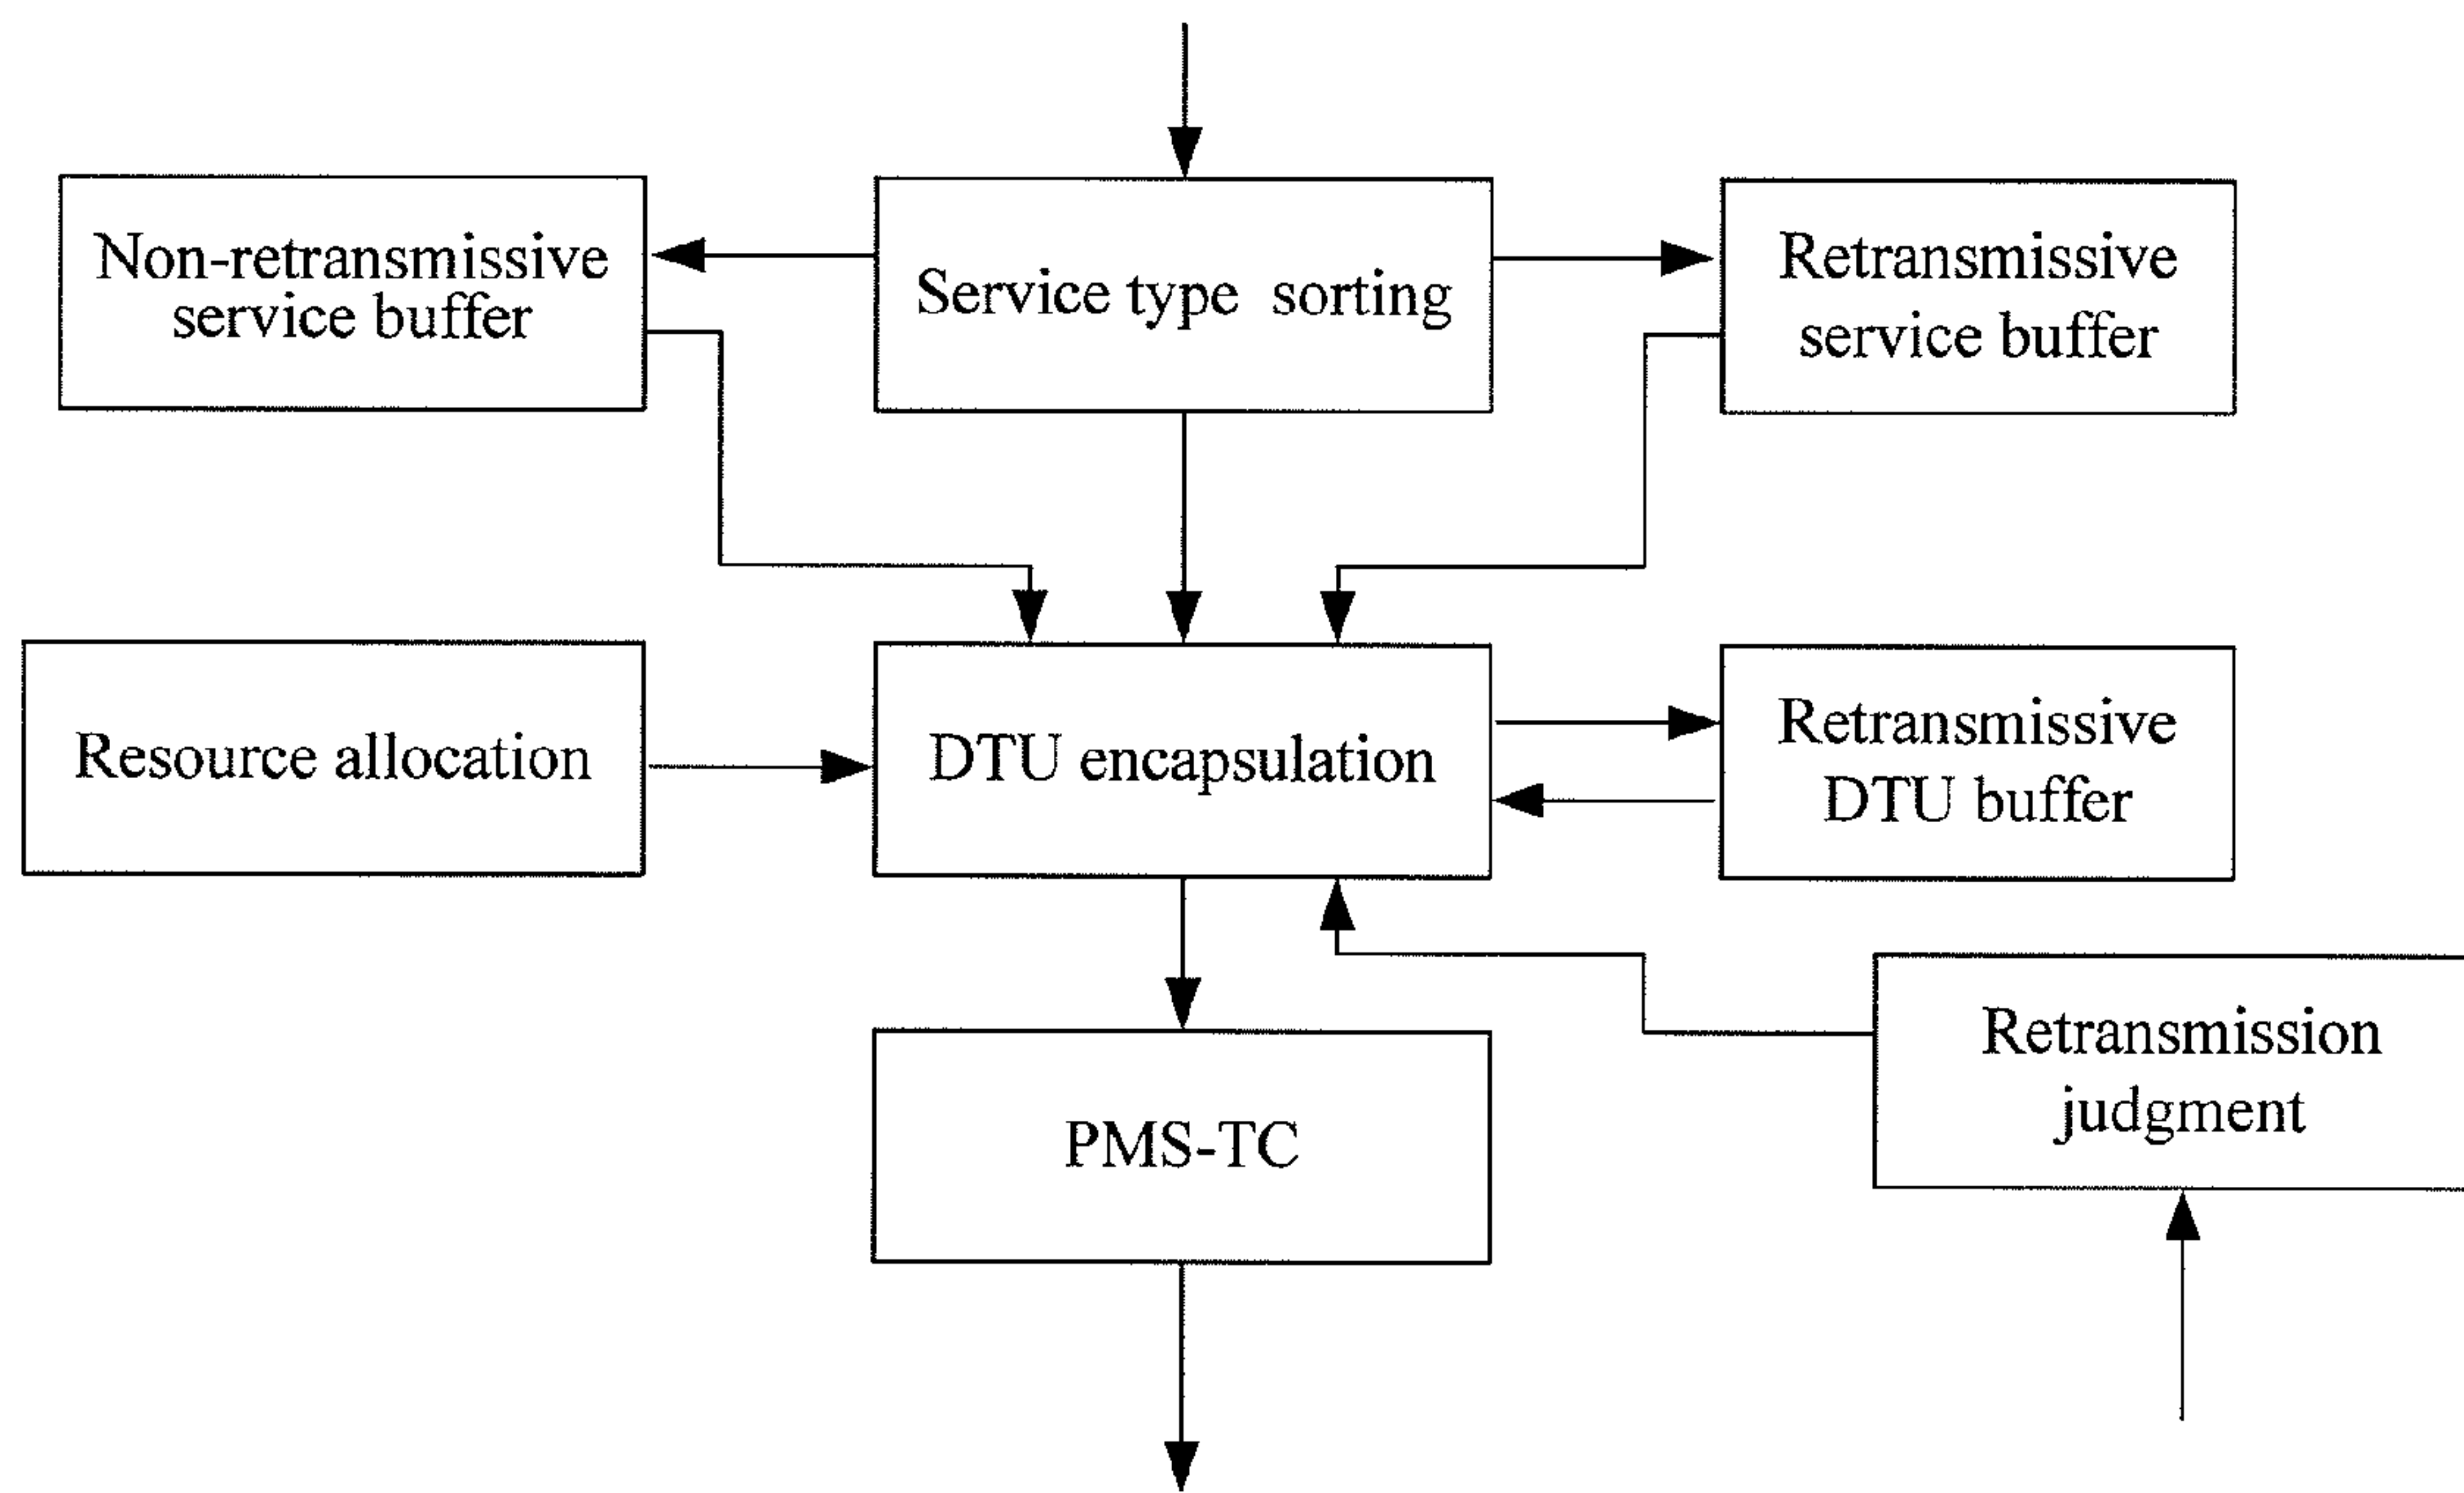 Non-retransmissive
service buffer
Service type sorting
Retransmissive
service buffer
Resource allocation
DTU encapsulation
Retransmissive
DTU buffer
PMS-TC
Retransmission
judgment